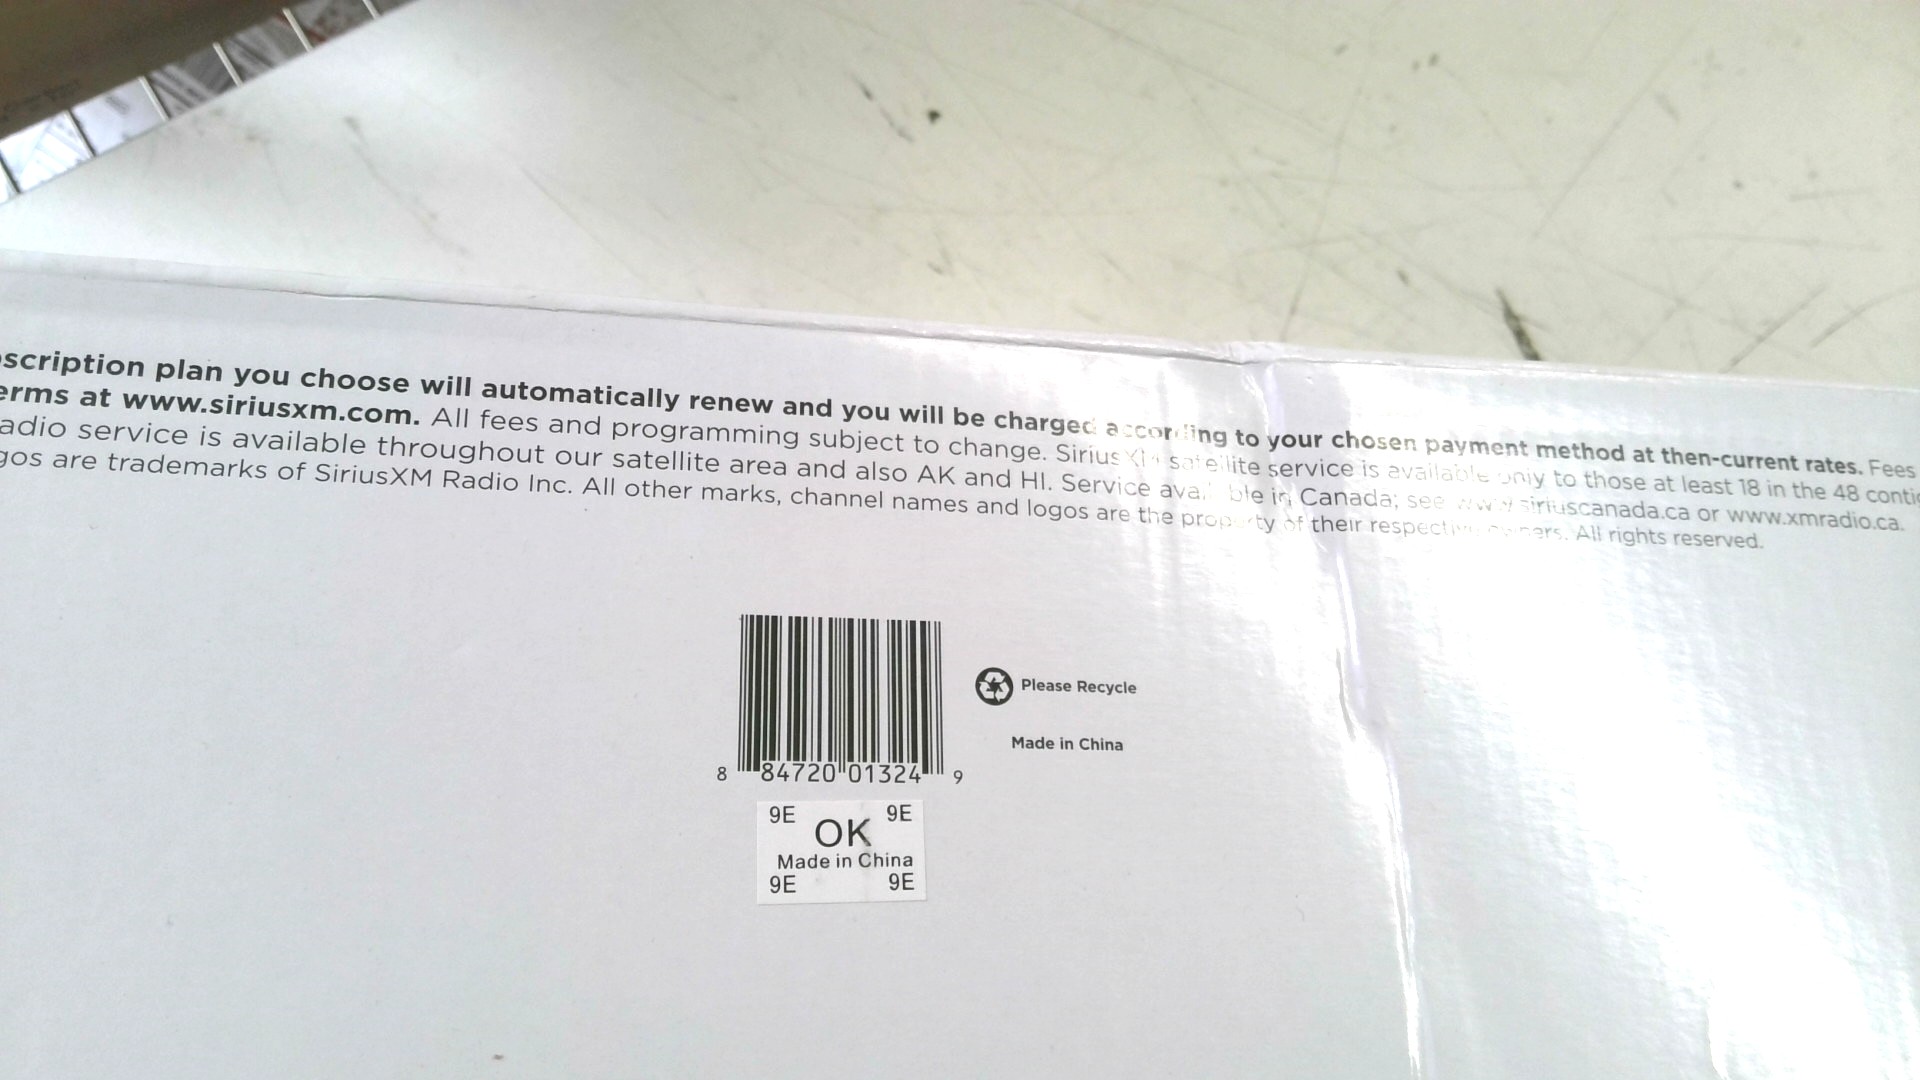 scription plan you choose will automatically renew and you will be charged according to your chosen payment method at then-current rates. Fees
erms at www.siriusxm.com. All fees and programming subject to change. SiriusXM satellite service is available only to those at least 18 in the 48 contig
adio service is available throughout our satellite area and also AK and HI. Service available in Canada; see www.siriuscanada.ca or www.xmradio.ca.
gos are trademarks of SiriusXM Radio Inc. All other marks, channel names and logos are the property of their respective owners. All rights reserved.
Please Recycle
Made in China
8 84720 01324 9
9E 9E
OK
Made in China
9E 9E